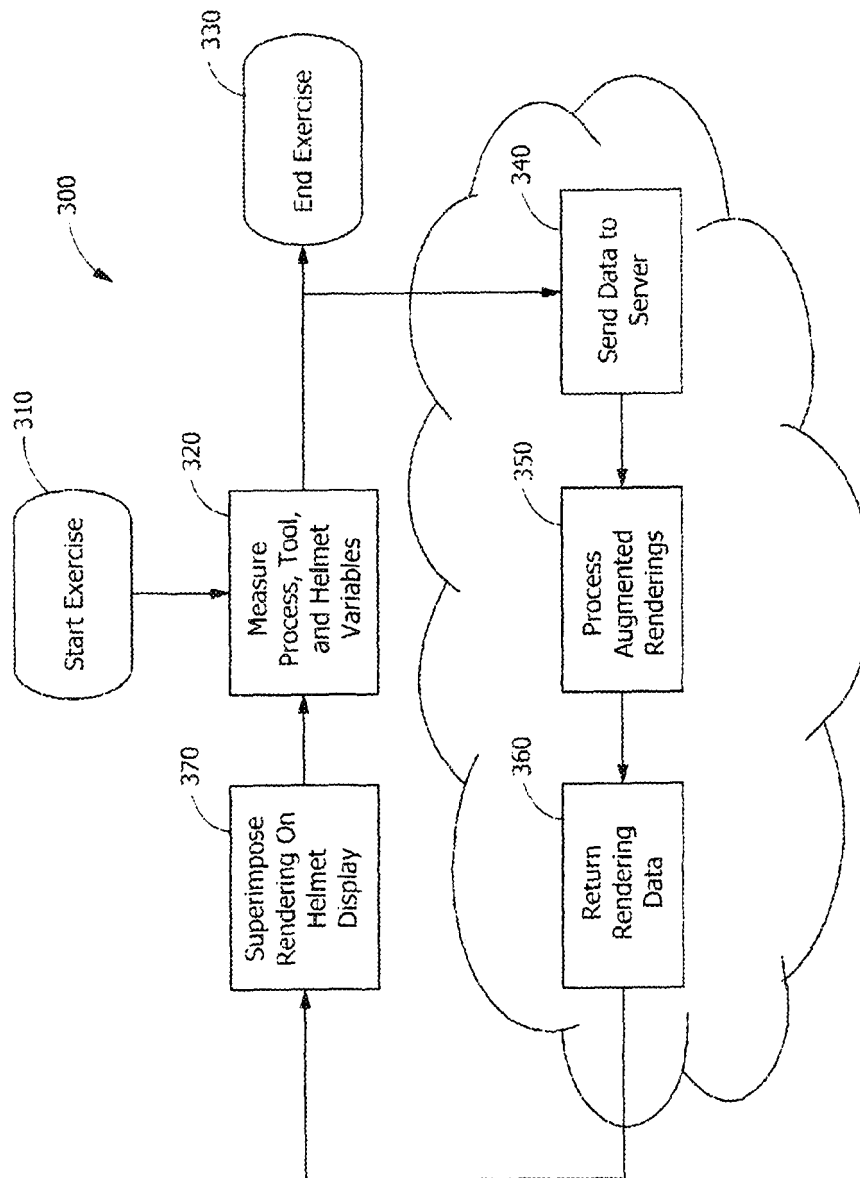 300
310
Start Exercise
320
Measure
Process, Tool,
and Helmet
Variables
330
End Exercise
370
Superimpose
Rendering On
Helmet
Display
340
Send Data to
Server
350
Process
Augmented
Renderings
360
Return
Rendering
Data